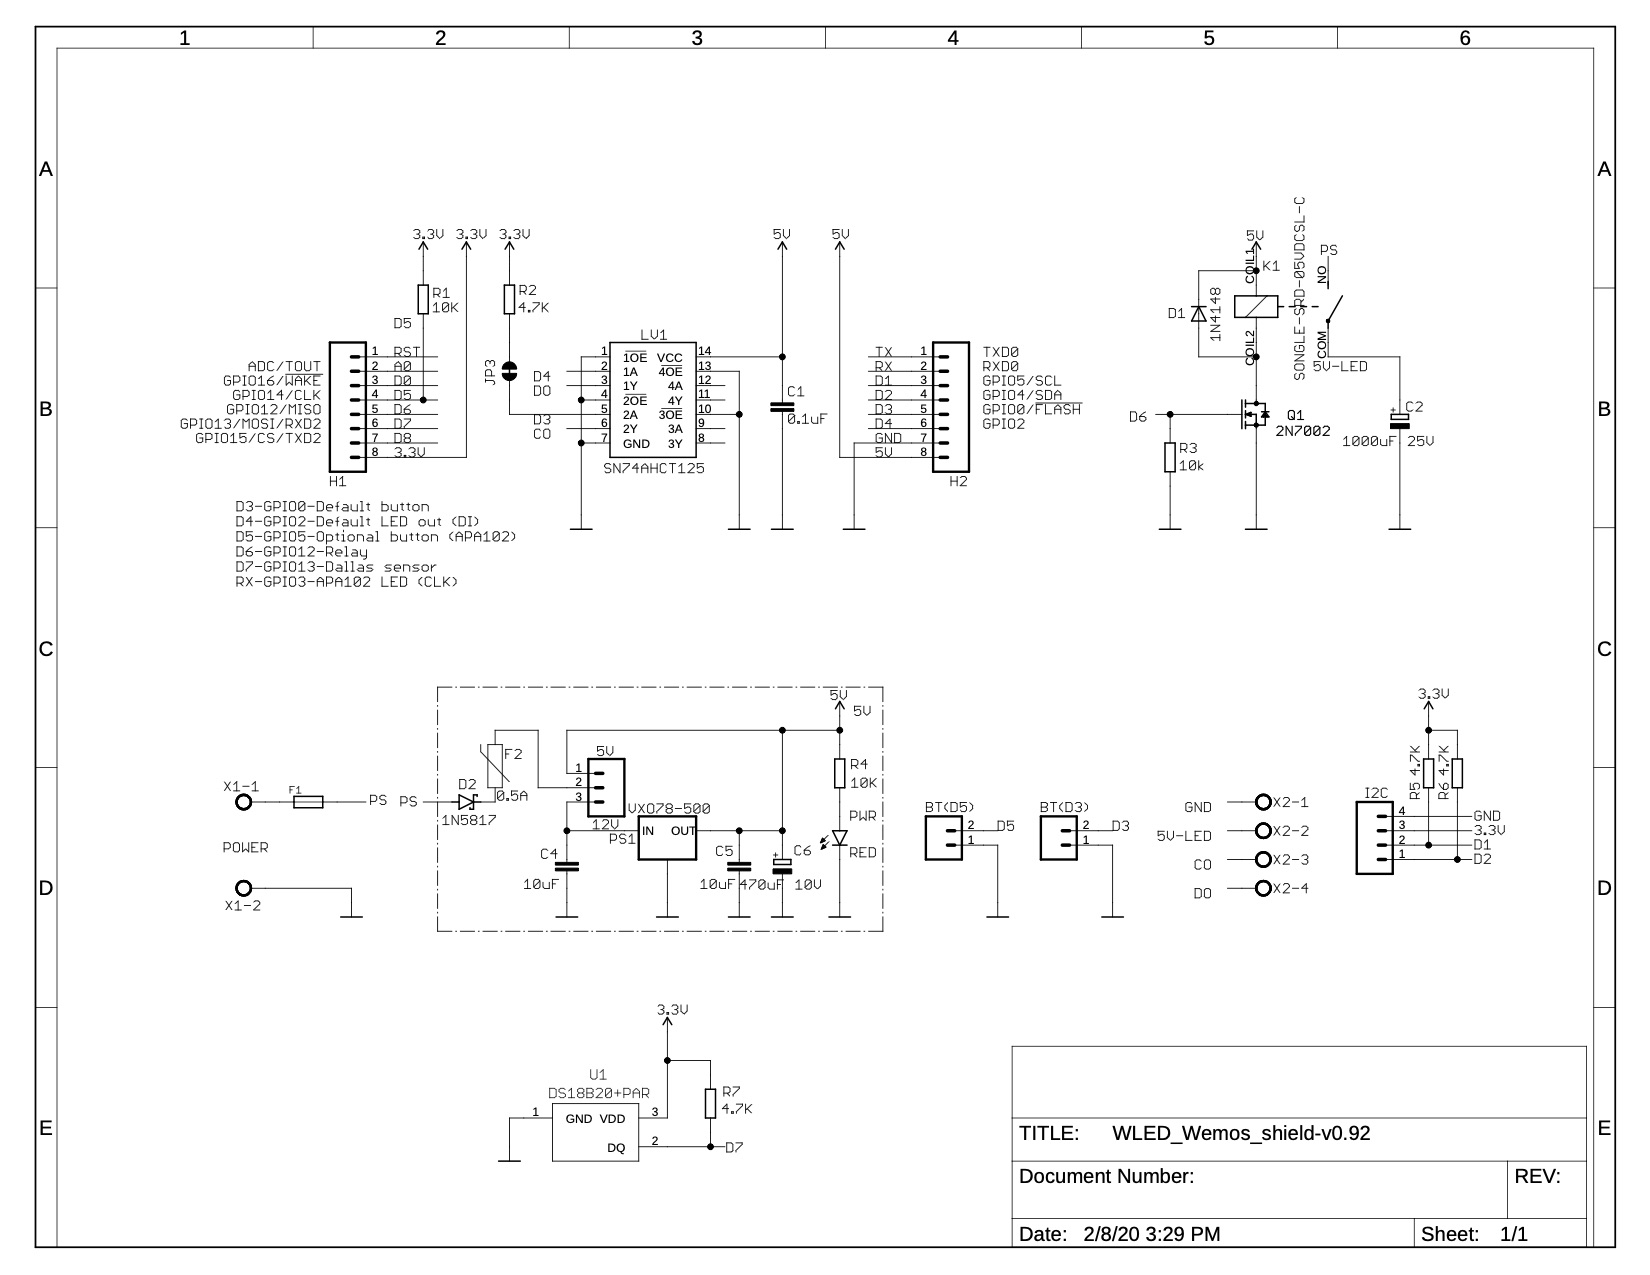 1 2 3 4 5 6
A A
B B
C C
D D
E E
3.3V 3.3V 3.3V
R1
10K
R2
4.7K
D5
JP3
1 RST
ADC/TOUT 2 A0
GPIO16/WAKE 3 D0
GPIO14/CLK 4 D5
GPIO12/MISO 5 D6
GPIO13/MOSI/RXD2 6 D7
GPIO15/CS/TXD2 7 D8
8 3.3V
H1
D3-GPIO0-Default button
D4-GPIO2-Default LED out (DI)
D5-GPIO5-Optional button (APA102)
D6-GPIO12-Relay
D7-GPIO13-Dallas sensor
RX-GPIO3-APA102 LED (CLK)
LV1
1 1OE VCC 14
D4 2 1A 4OE 13
DO 3 1Y 4A 12
4 2OE 4Y 11
5 2A 3OE 10
D3
CO 6 2Y 3A 9
7 GND 3Y 8
SN74AHCT125
5V 5V
C1
0.1uF
TX 1 TXD0
RX 2 RXD0
D1 3 GPIO5/SCL
D2 4 GPIO4/SDA
D3 5 GPIO0/FLASH
D4 6 GPIO2
GND 7
5V 8
H2
5V
COIL1
K1
D1
1N4148
COIL2
SONGLE-SRD-05VDCSL-C
PS
NO
COM
5V-LED
D6
Q1
2N7002
R3
10k
C2
+
1000uF 25V
X1-1
F1
PS
POWER
X1-2
PS
D2
1N5817
F2
0.5A
5V
1
2
3
12V
VXO78-500
IN OUT
PS1
C4
10uF
C5
10uF
+
C6
470uF 10V
5V
5V
R4
10K
PWR
RED
BT(D5)
2 D5
1
BT(D3)
2 D3
1
GND X2-1
5V-LED X2-2
CO X2-3
DO X2-4
3.3V
R5 4.7K
R6 4.7K
I2C
4 GND
3 3.3V
2 D1
1 D2
3.3V
U1
DS18B20+PAR
1 GND VDD 3
DQ 2
R7
4.7K
D7
TITLE: WLED_Wemos_shield-v0.92
Document Number:
REV:
Date: 2/8/20 3:29 PM
Sheet: 1/1